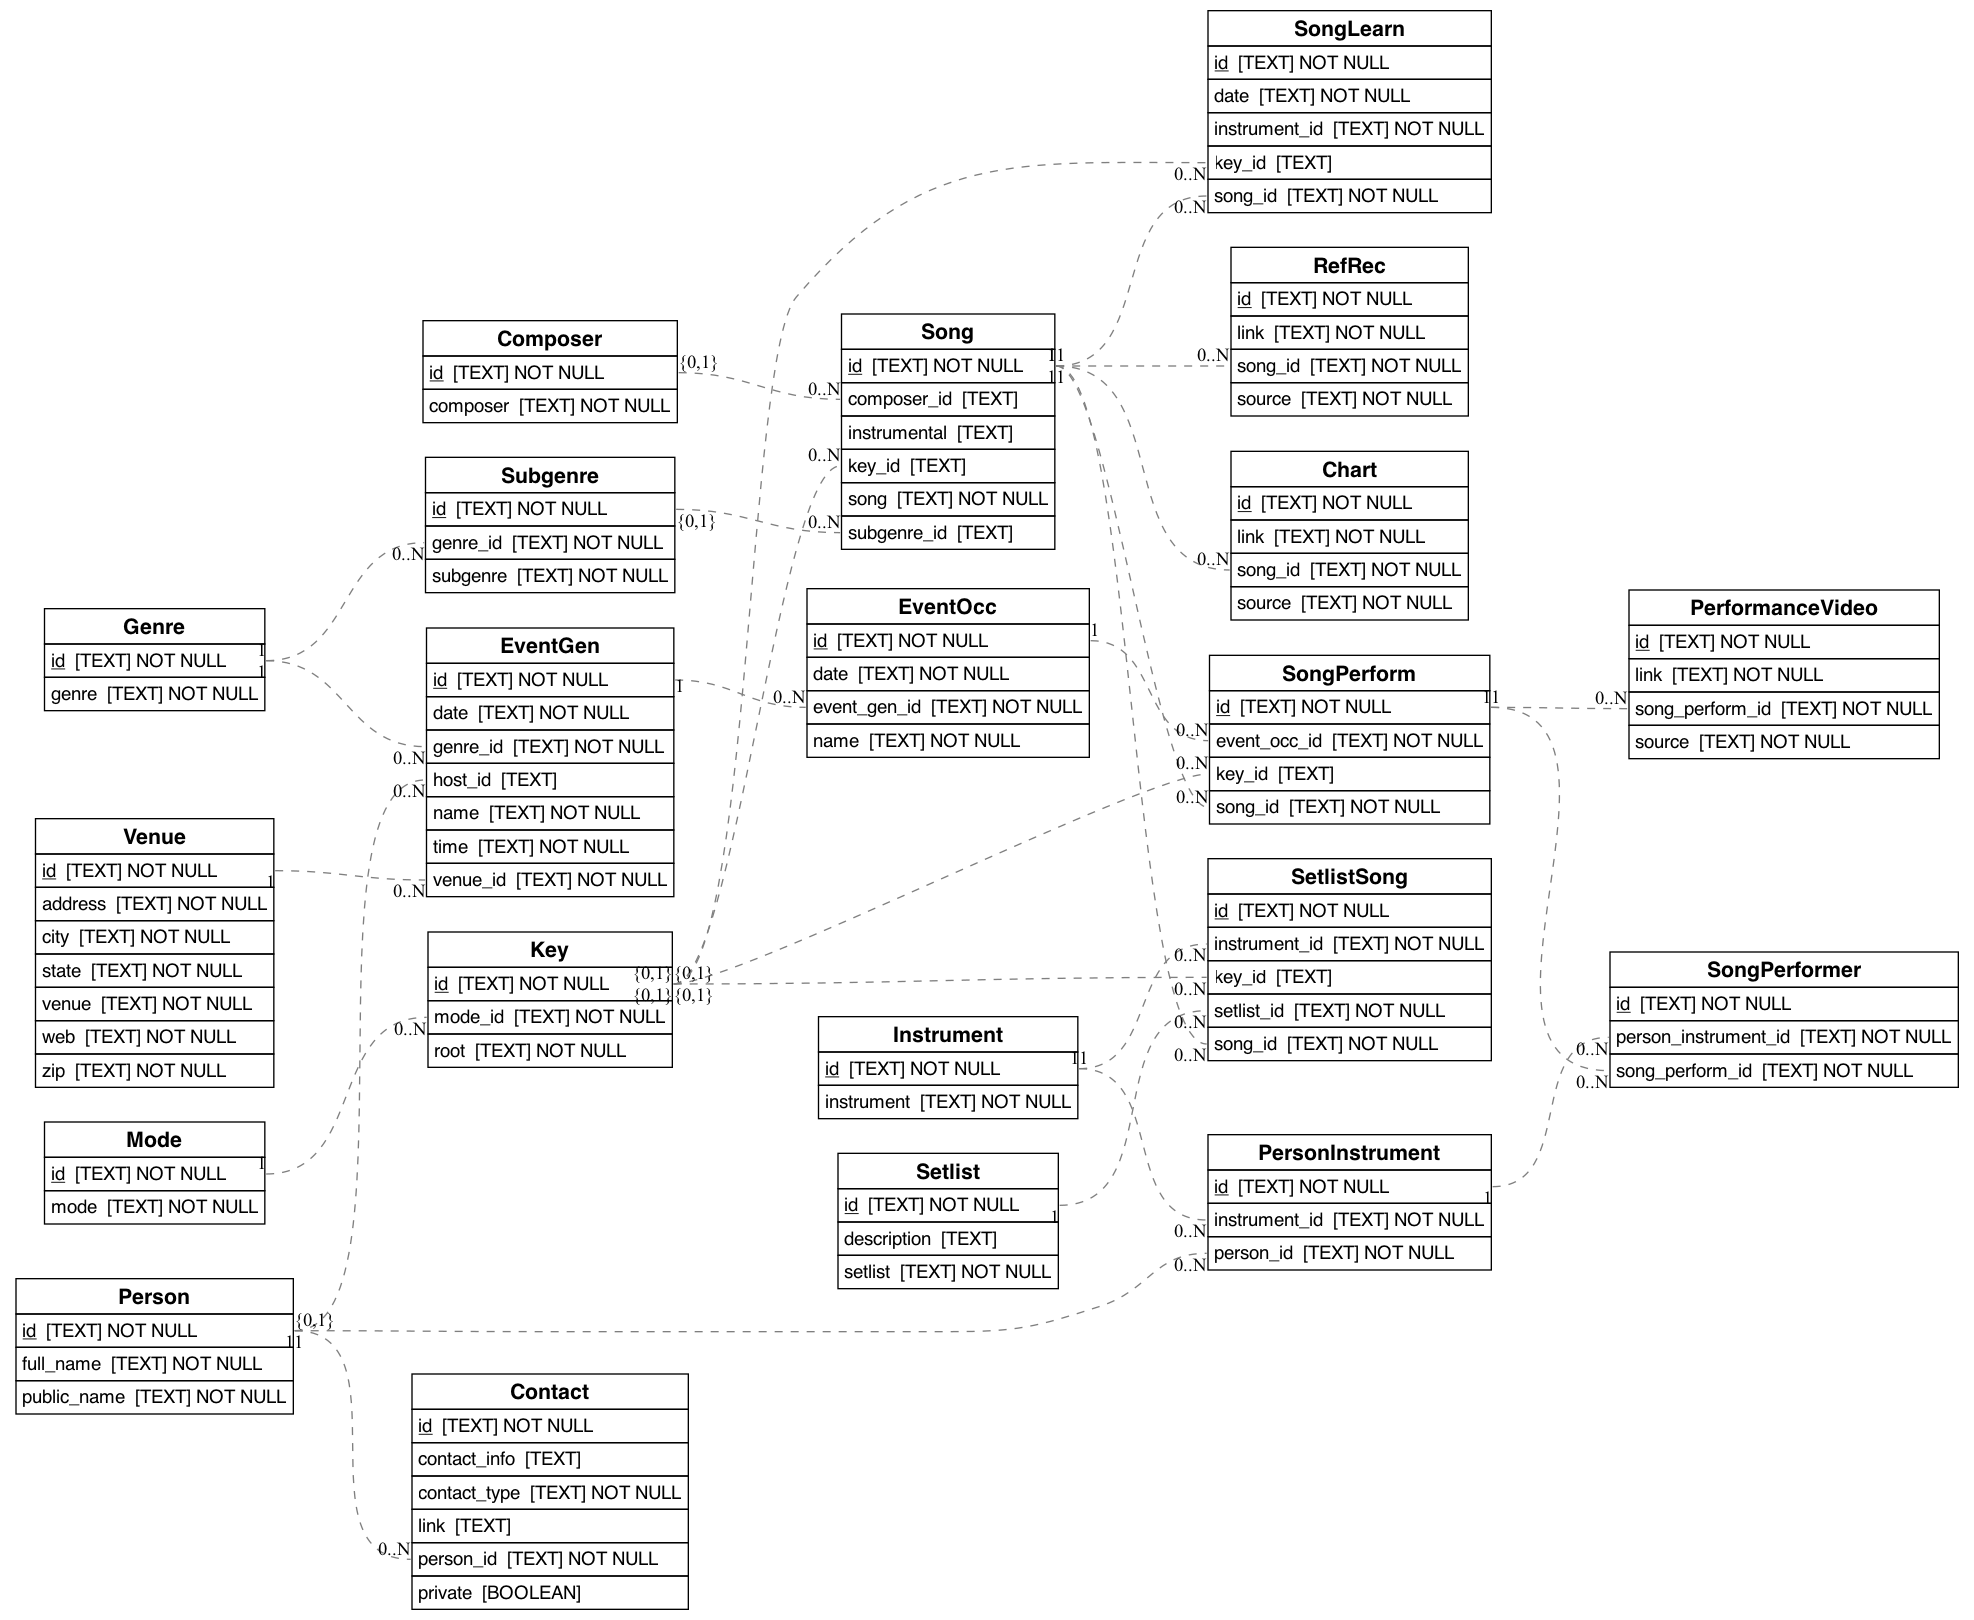 SongLearn
id [TEXT] NOT NULL
date [TEXT] NOT NULL
instrument_id [TEXT] NOT NULL
key_id [TEXT]
0..N
song_id [TEXT] NOT NULL
0..N
RefRec
id [TEXT] NOT NULL
link [TEXT] NOT NULL
0..N
song_id [TEXT] NOT NULL
source [TEXT] NOT NULL
Composer
id [TEXT] NOT NULL
{0,1}
composer [TEXT] NOT NULL
Song
11
id [TEXT] NOT NULL
11
0..N
composer_id [TEXT]
instrumental [TEXT]
0..N
key_id [TEXT]
song [TEXT] NOT NULL
0..N
subgenre_id [TEXT]
Subgenre
id [TEXT] NOT NULL
{0,1}
genre_id [TEXT] NOT NULL
0..N
subgenre [TEXT] NOT NULL
Chart
id [TEXT] NOT NULL
link [TEXT] NOT NULL
0..N
song_id [TEXT] NOT NULL
source [TEXT] NOT NULL
Genre
1
id [TEXT] NOT NULL
1
genre [TEXT] NOT NULL
EventGen
id [TEXT] NOT NULL
1
date [TEXT] NOT NULL
genre_id [TEXT] NOT NULL
0..N
host_id [TEXT]
0..N
name [TEXT] NOT NULL
time [TEXT] NOT NULL
venue_id [TEXT] NOT NULL
0..N
EventOcc
1
id [TEXT] NOT NULL
date [TEXT] NOT NULL
0..N
event_gen_id [TEXT] NOT NULL
name [TEXT] NOT NULL
SongPerform
11
id [TEXT] NOT NULL
0..N
event_occ_id [TEXT] NOT NULL
0..N
key_id [TEXT]
0..N
song_id [TEXT] NOT NULL
PerformanceVideo
id [TEXT] NOT NULL
link [TEXT] NOT NULL
0..N
song_perform_id [TEXT] NOT NULL
source [TEXT] NOT NULL
Venue
id [TEXT] NOT NULL
1
address [TEXT] NOT NULL
city [TEXT] NOT NULL
state [TEXT] NOT NULL
venue [TEXT] NOT NULL
web [TEXT] NOT NULL
zip [TEXT] NOT NULL
Key
{0,1} {0,1}
id [TEXT] NOT NULL
{0,1} {0,1}
mode_id [TEXT] NOT NULL
0..N
root [TEXT] NOT NULL
SetlistSong
id [TEXT] NOT NULL
instrument_id [TEXT] NOT NULL
0..N
key_id [TEXT]
0..N
setlist_id [TEXT] NOT NULL
0..N
song_id [TEXT] NOT NULL
0..N
Instrument
11
id [TEXT] NOT NULL
instrument [TEXT] NOT NULL
SongPerformer
id [TEXT] NOT NULL
person_instrument_id [TEXT] NOT NULL
0..N
song_perform_id [TEXT] NOT NULL
0..N
Mode
1
id [TEXT] NOT NULL
mode [TEXT] NOT NULL
Setlist
id [TEXT] NOT NULL
1
description [TEXT]
setlist [TEXT] NOT NULL
PersonInstrument
id [TEXT] NOT NULL
1
instrument_id [TEXT] NOT NULL
0..N
person_id [TEXT] NOT NULL
0..N
Person
{0,1}
id [TEXT] NOT NULL
11
full_name [TEXT] NOT NULL
public_name [TEXT] NOT NULL
Contact
id [TEXT] NOT NULL
contact_info [TEXT]
contact_type [TEXT] NOT NULL
link [TEXT]
0..N
person_id [TEXT] NOT NULL
private [BOOLEAN]